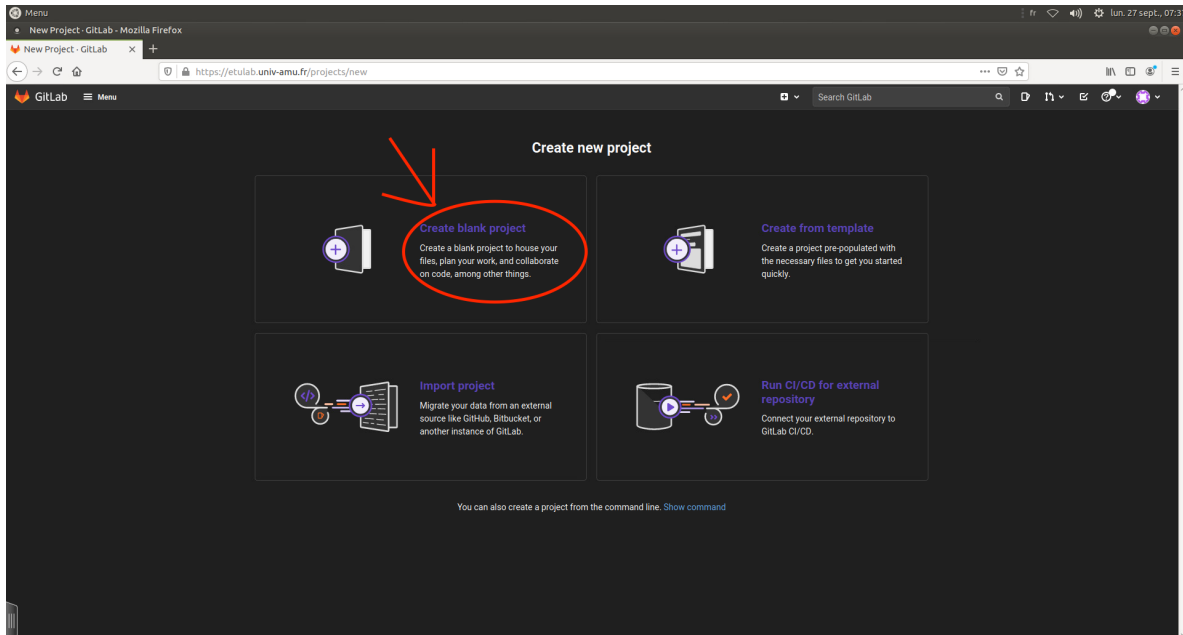 Menu
fr
lun. 27 sept., 07:3
New Project · GitLab - Mozilla Firefox
New Project · GitLab
https://etulab.univ-amu.fr/projects/new
GitLab
Menu
Search GitLab
Create new project
Create blank project
Create a blank project to house your
files, plan your work, and collaborate
on code, among other things.
Create from template
Create a project pre-populated with
the necessary files to get you started
quickly.
Import project
Migrate your data from an external
source like GitHub, Bitbucket, or
another instance of GitLab.
Run CI/CD for external
repository
Connect your external repository to
GitLab CI/CD.
You can also create a project from the command line. Show command